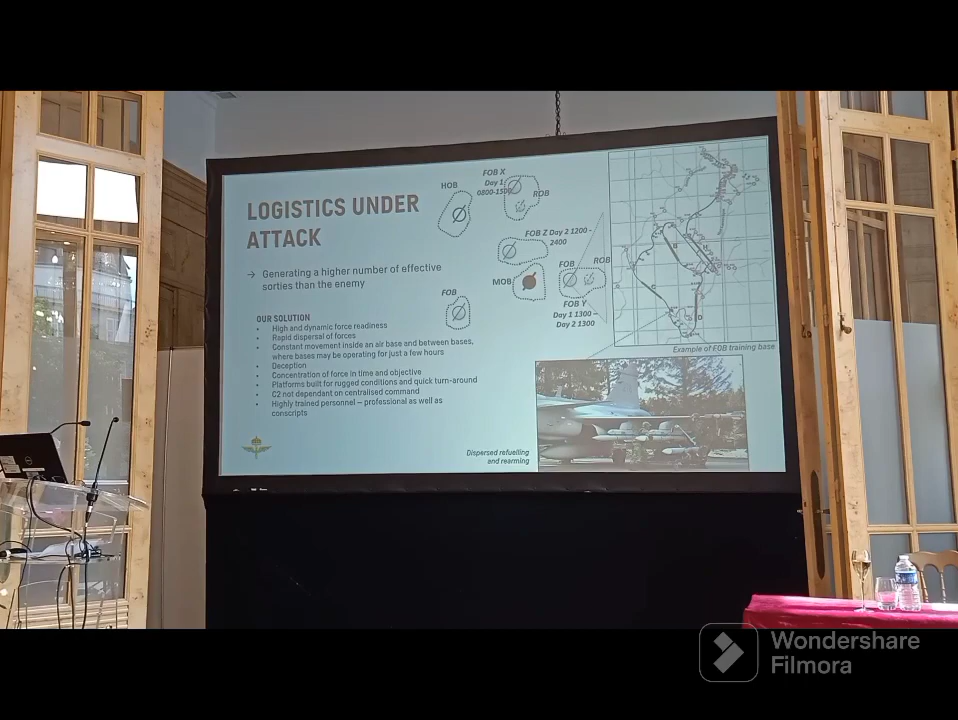 LOGISTICS UNDER
ATTACK
→ Generating a higher number of effective
sorties than the enemy
OUR SOLUTION
• High and dynamic force readiness
• Rapid dispersal of forces
• Constant movement inside an air base and between bases,
where bases may be operating for just a few hours
• Deception
• Concentration of force in time and objective
• Platforms built for rugged conditions and quick turn-around
• C2 not dependant on centralised command
• Highly trained personnel – professional as well as
conscripts
HOB
FOB X
Day 1
0800-1500
ROB
FOB Z Day 2 1200 -
2400
MOB
FOB
ROB
FOB
FOB Y
Day 1 1300 –
Day 2 1300
B
C
D
Example of FOB training base
Dispersed refuelling
and rearming
Wondershare
Filmora